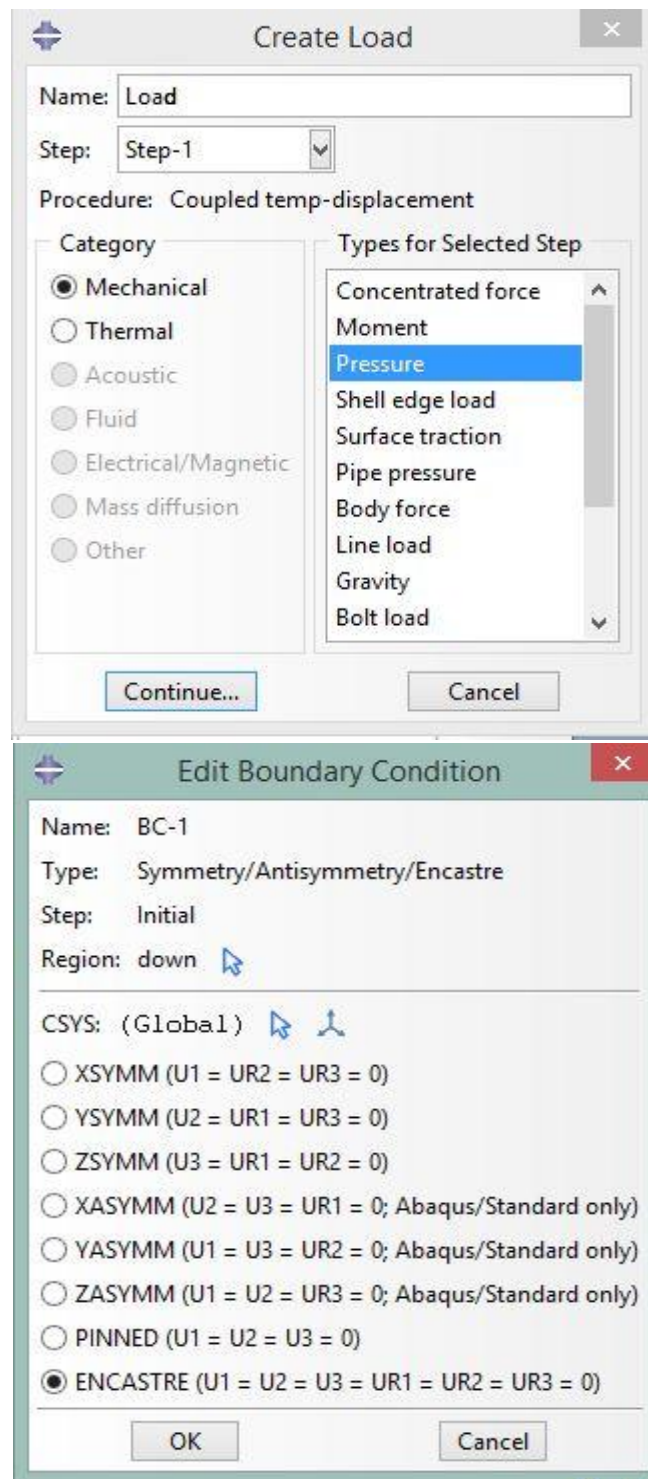 Create Load
Name: Load
Step: Step-1
Procedure: Coupled temp-displacement
Category
Mechanical
Thermal
Acoustic
Fluid
Electrical/Magnetic
Mass diffusion
Other
Types for Selected Step
Concentrated force
Moment
Pressure
Shell edge load
Surface traction
Pipe pressure
Body force
Line load
Gravity
Bolt load
Continue... Cancel
Edit Boundary Condition
Name: BC-1
Type: Symmetry/Antisymmetry/Encastre
Step: Initial
Region: down
CSYS: (Global)
XSYMM (U1 = UR2 = UR3 = 0)
YSYMM (U2 = UR1 = UR3 = 0)
ZSYMM (U3 = UR1 = UR2 = 0)
XASYMM (U2 = U3 = UR1 = 0; Abaqus/Standard only)
YASYMM (U1 = U3 = UR2 = 0; Abaqus/Standard only)
ZASYMM (U1 = U2 = UR3 = 0; Abaqus/Standard only)
PINNED (U1 = U2 = U3 = 0)
ENCASTRE (U1 = U2 = U3 = UR1 = UR2 = UR3 = 0)
OK Cancel